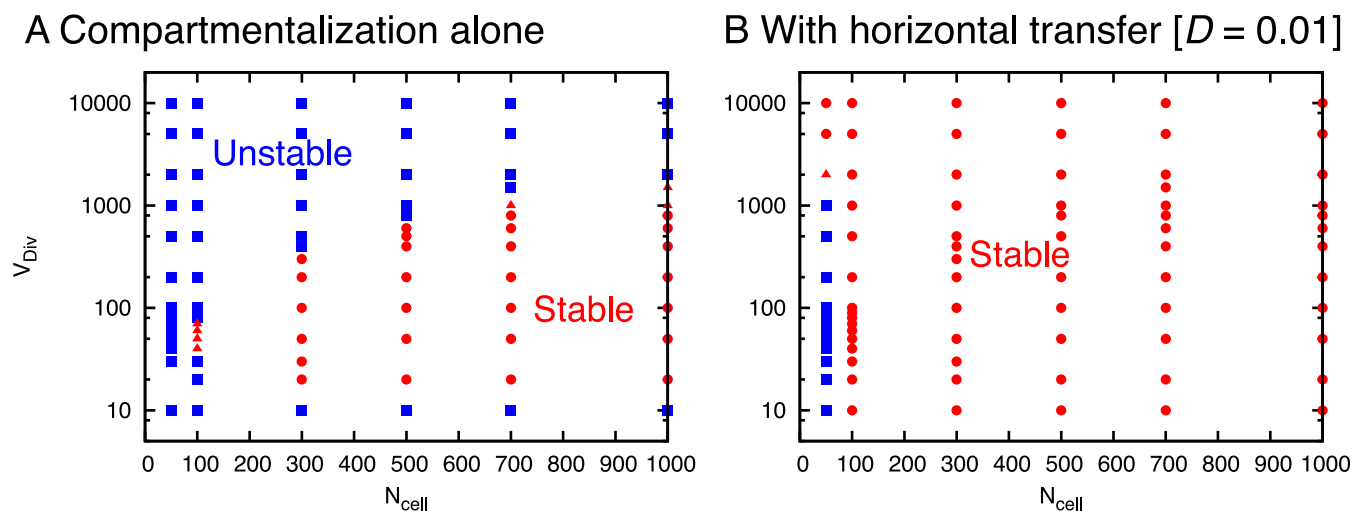 A Compartmentalization alone
10000
1000
100
10
V_Div
Unstable
Stable
0 100 200 300 400 500 600 700 800 900 1000
N_cell
B With horizontal transfer [D = 0.01]
10000
1000
100
10
Stable
0 100 200 300 400 500 600 700 800 900 1000
N_cell